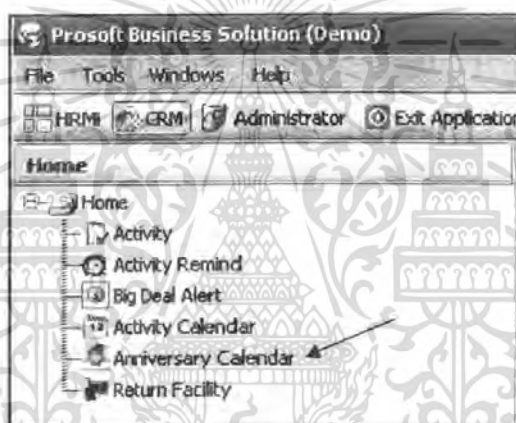 Prosoft Business Solution (Demo)
File Tools Windows Help
HRMi CRM Administrator Exit Application
Home
Home
Activity
Activity Remind
Big Deal Alert
Activity Calendar
Anniversary Calendar
Return Facility